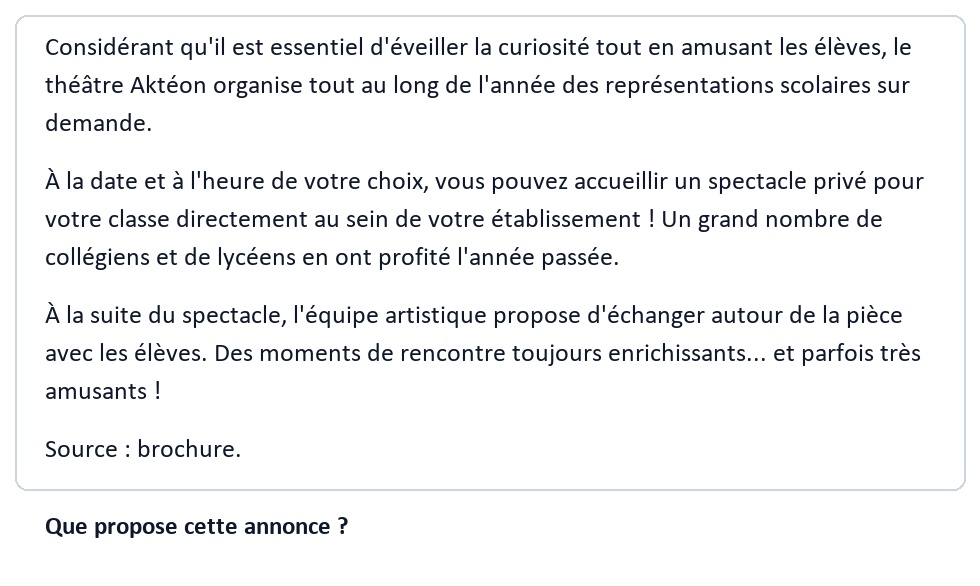 Considérant qu'il est essentiel d'éveiller la curiosité tout en amusant les élèves, le
théâtre Aktéon organise tout au long de l'année des représentations scolaires sur
demande.
À la date et à l'heure de votre choix, vous pouvez accueillir un spectacle privé pour
votre classe directement au sein de votre établissement ! Un grand nombre de
collégiens et de lycéens en ont profité l'année passée.
À la suite du spectacle, l'équipe artistique propose d'échanger autour de la pièce
avec les élèves. Des moments de rencontre toujours enrichissants... et parfois très
amusants !
Source : brochure.
Que propose cette annonce ?